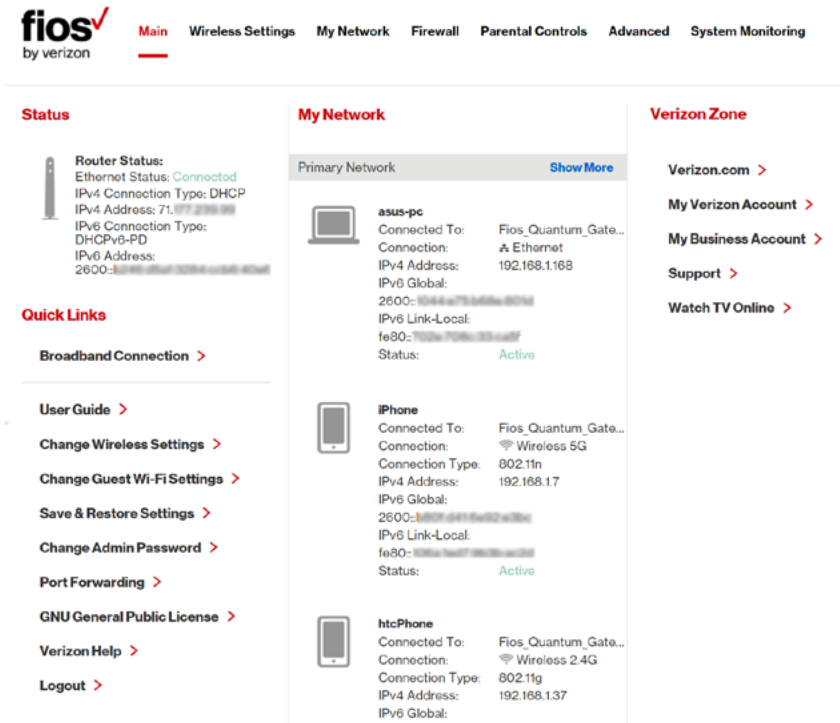 fios
by verizon
Main Wireless Settings My Network Firewall Parental Controls Advanced System Monitoring
Status
Router Status:
Ethernet Status: Connected
IPv4 Connection Type: DHCP
IPv4 Address: 71.
IPv6 Connection Type:
DHCPv6-PD
IPv6 Address:
2600::
Quick Links
Broadband Connection >
User Guide >
Change Wireless Settings >
Change Guest Wi-Fi Settings >
Save & Restore Settings >
Change Admin Password >
Port Forwarding >
GNU General Public License >
Verizon Help >
Logout >
My Network
Primary Network Show More
asus-pc
Connected To: Fios_Quantum_Gate...
Connection: Ethernet
IPv4 Address: 192.168.1.168
IPv6 Global:
2600::
IPv6 Link-Local:
fe80::
Status: Active
iPhone
Connected To: Fios_Quantum_Gate...
Connection: Wireless 5G
Connection Type: 802.11n
IPv4 Address: 192.168.1.7
IPv6 Global:
2600::
IPv6 Link-Local:
fe80::
Status: Active
htcPhone
Connected To: Fios_Quantum_Gate...
Connection: Wireless 2.4G
Connection Type: 802.11g
IPv4 Address: 192.168.1.37
IPv6 Global:
Verizon Zone
Verizon.com >
My Verizon Account >
My Business Account >
Support >
Watch TV Online >